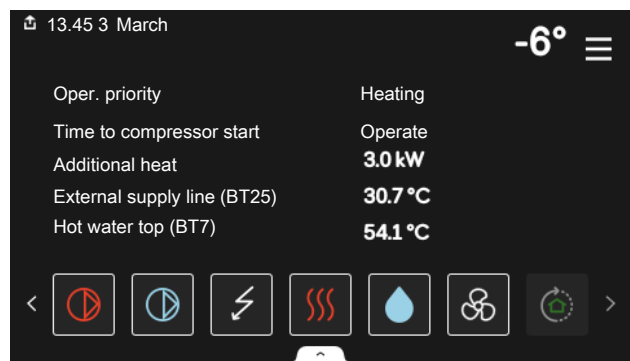 13.45 3 March
-6°
Oper. priority Heating
Time to compressor start Operate
Additional heat 3.0 kW
External supply line (BT25) 30.7 °C
Hot water top (BT7) 54.1 °C